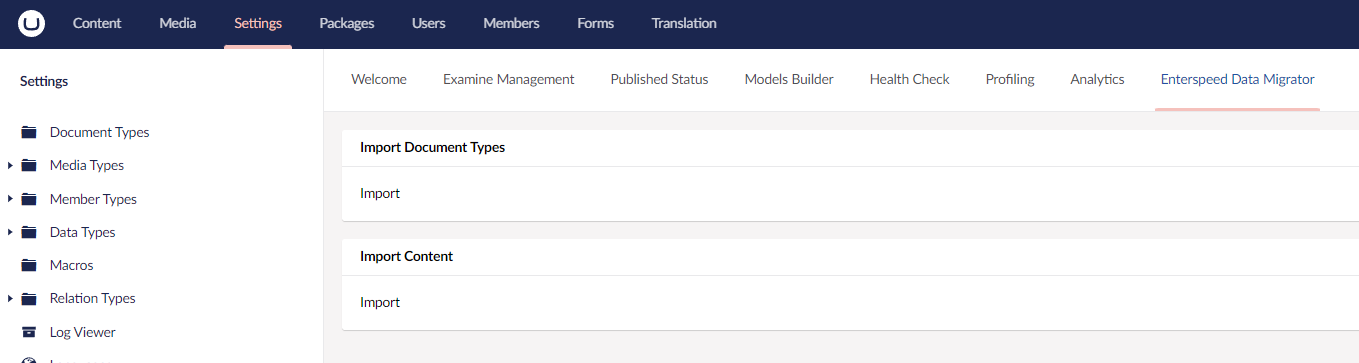 Content Media Settings Packages Users Members Forms Translation
Settings
Welcome Examine Management Published Status Models Builder Health Check Profiling Analytics Enterspeed Data Migrator
Document Types
Media Types
Member Types
Data Types
Macros
Relation Types
Log Viewer
Import Document Types
Import
Import Content
Import